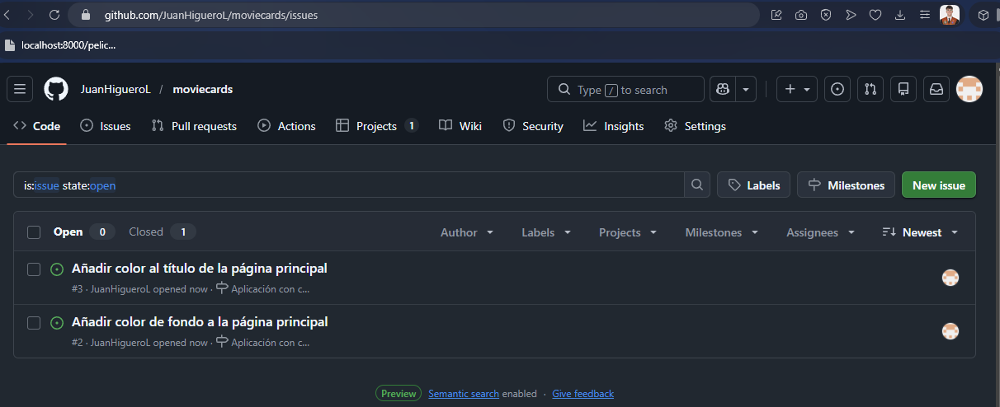 github.com/JuanHigueroL/moviecards/issues
localhost:8000/pelic...
JuanHigueroL / moviecards
Type / to search
Code Issues Pull requests Actions Projects 1 Wiki Security Insights Settings
is:issue state:open
Labels Milestones New issue
Open 0 Closed 1 Author Labels Projects Milestones Assignees Newest
Añadir color al título de la página principal
#3 · JuanHigueroL opened now · Aplicación con c...
Añadir color de fondo a la página principal
#2 · JuanHigueroL opened now · Aplicación con c...
Preview Semantic search enabled · Give feedback